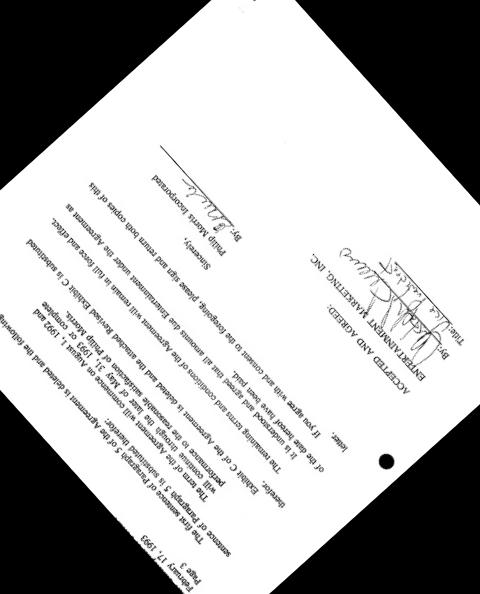 February 17, 1993
Page 3
The first sentence of Paragraph 5 of the Agreement is deleted and the following
sentence of Paragraph 5 is substituted therefor:
The term of the Agreement will commence on August 1, 1992 and
will continue through the later of May 31, 1993 or complete
performance to the reasonable satisfaction of Philip Morris.
Exhibit C of the Agreement is deleted and the attached Revised Exhibit C is substituted
therefor.
The remaining terms and conditions of the Agreement will remain in full force and effect.
It is understood and agreed that all amounts due Entertainment under the Agreement as
of the date hereof have been paid.
If you agree with and consent to the foregoing, please sign and return both copies of this
letter.
Sincerely,
Philip Morris Incorporated
By:
ACCEPTED AND AGREED:
ENTERTAINMENT MARKETING, INC.
By:
Title: Vice President